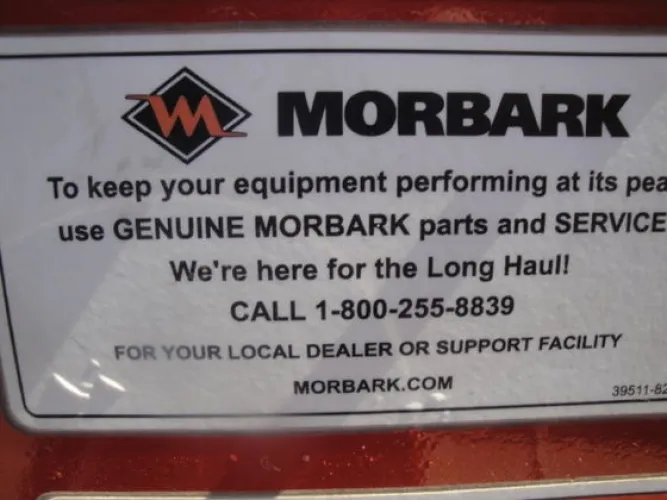 MORBARK
To keep your equipment performing at its pea
use GENUINE MORBARK parts and SERVICE
We're here for the Long Haul!
CALL 1-800-255-8839
FOR YOUR LOCAL DEALER OR SUPPORT FACILITY
MORBARK.COM
39511-82